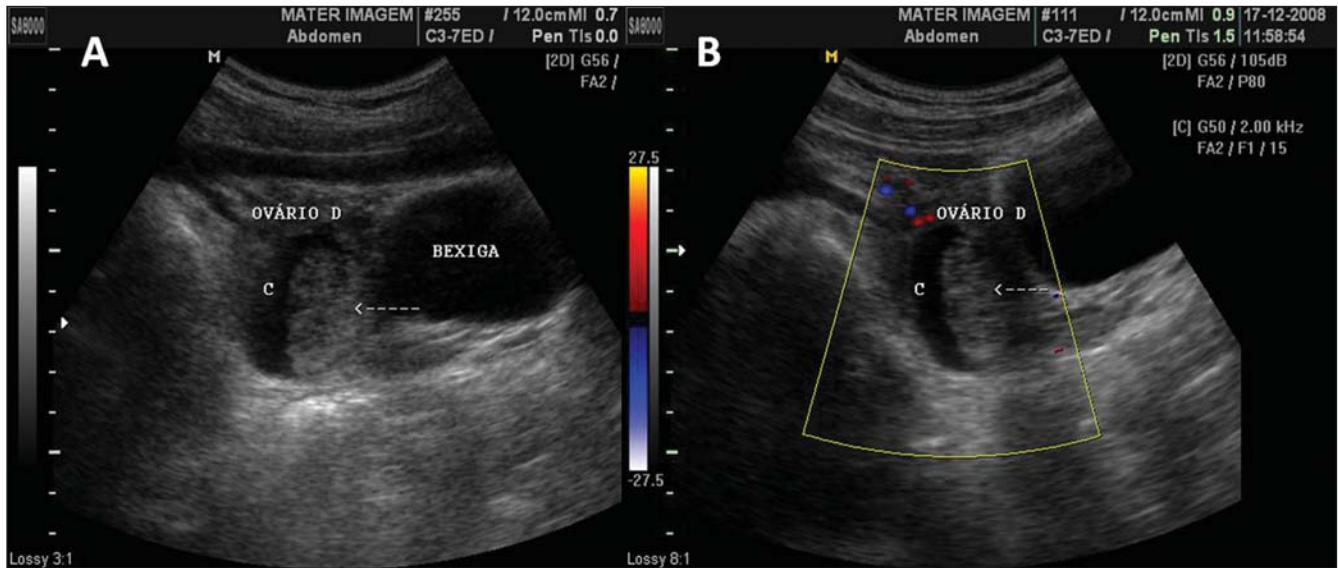 SA8000
MATER IMAGEM #255 / 12.0cm MI 0.7
Abdomen C3-7ED / Pen TIs 0.0
A
M
[2D] G56 /
FA2 /
OVÁRIO D
BEXIGA
C
Lossy 3:1
SA8000
MATER IMAGEM #111 / 12.0cm MI 0.9 17-12-2008
Abdomen C3-7ED / Pen TIs 1.5 11:58:54
B
M
[2D] G56 / 105dB
FA2 / P80
[C] G50 / 2.00 kHz
FA2 / F1 / 15
27.5
OVÁRIO D
C
-27.5
Lossy 8:1